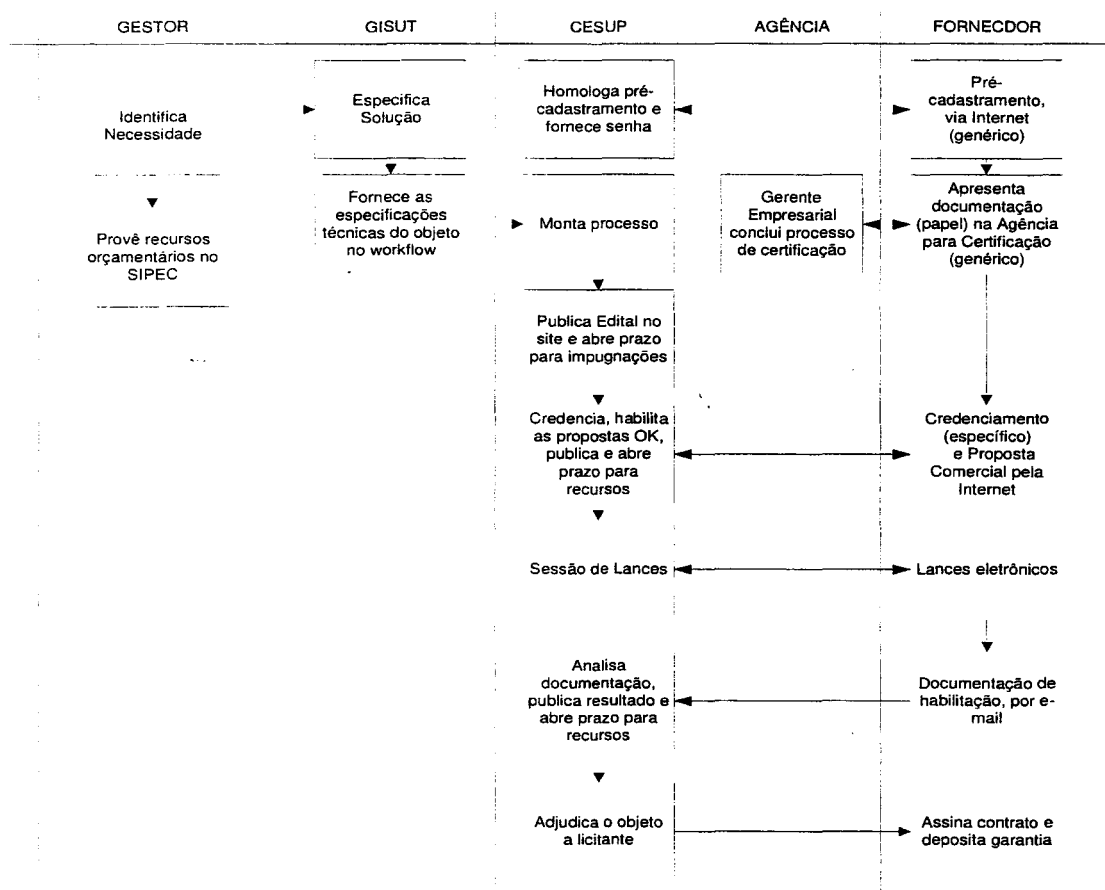 GESTOR
GISUT
CESUP
AGÊNCIA
FORNECDOR
Identifica
Necessidade
Especifica
Solução
Homologa pré-
cadastramento e
fornece senha
Pré-
cadastramento,
via Internet
(genérico)
Provê recursos
orçamentários no
SIPEC
Fornece as
especificações
técnicas do objeto
no workflow
Monta processo
Gerente
Empresarial
conclui processo
de certificação
Apresenta
documentação
(papel) na Agência
para Certificação
(genérico)
Publica Edital no
site e abre prazo
para impugnações
Credencia, habilita
as propostas OK,
publica e abre
prazo para
recursos
Credenciamento
(específico)
e Proposta
Comercial pela
Internet
Sessão de Lances
Lances eletrônicos
Analisa
documentação,
publica resultado e
abre prazo para
recursos
Documentação de
habilitação, por e-
mail
Adjudica o objeto
a licitante
Assina contrato e
deposita garantia